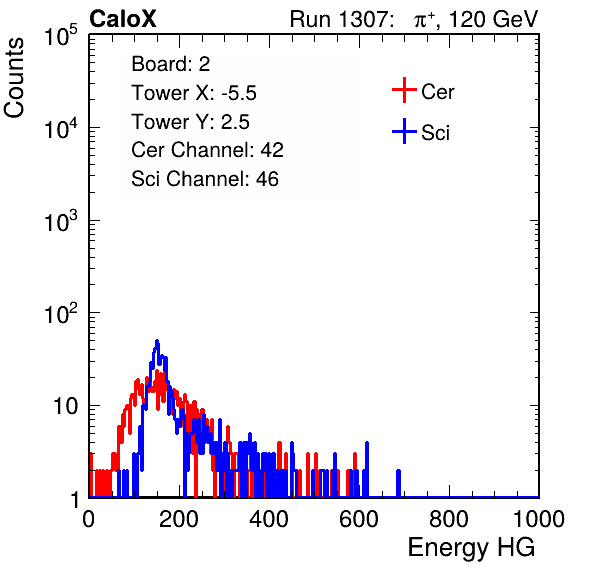 CaloX Run 1307: π⁺, 120 GeV
Counts
10⁵
10⁴
10³
10²
10
1
Board: 2
Tower X: -5.5
Tower Y: 2.5
Cer Channel: 42
Sci Channel: 46
Cer
Sci
0 200 400 600 800 1000
Energy HG